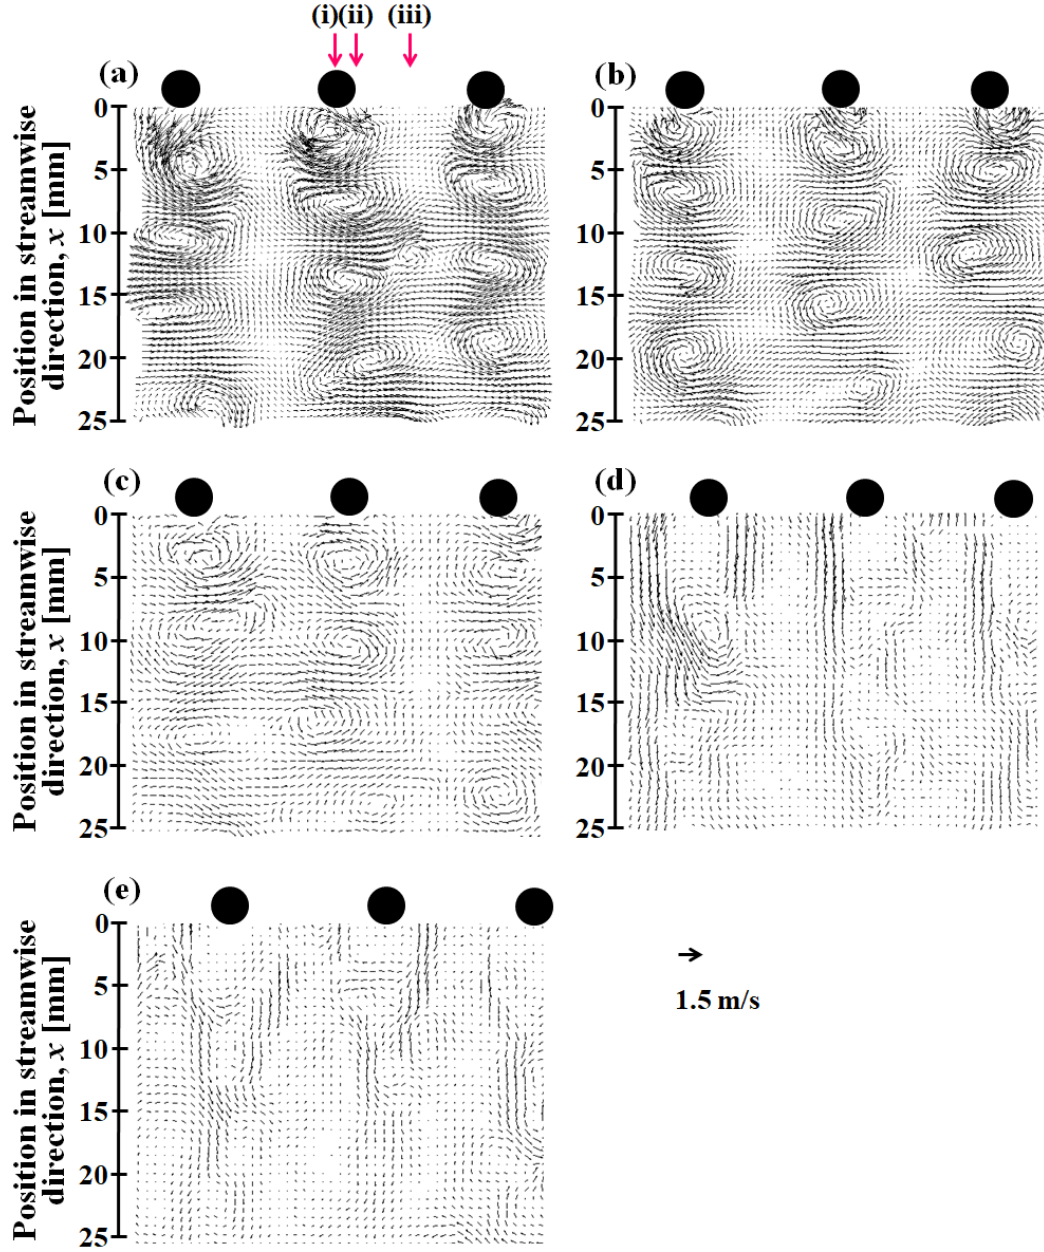 (i)(ii) (iii)
(a)
Position in streamwise
direction, x [mm]
0
5
10
15
20
25
(b)
0
5
10
15
20
25
(c)
Position in streamwise
direction, x [mm]
0
5
10
15
20
25
(d)
0
5
10
15
20
25
(e)
Position in streamwise
direction, x [mm]
0
5
10
15
20
25
1.5 m/s